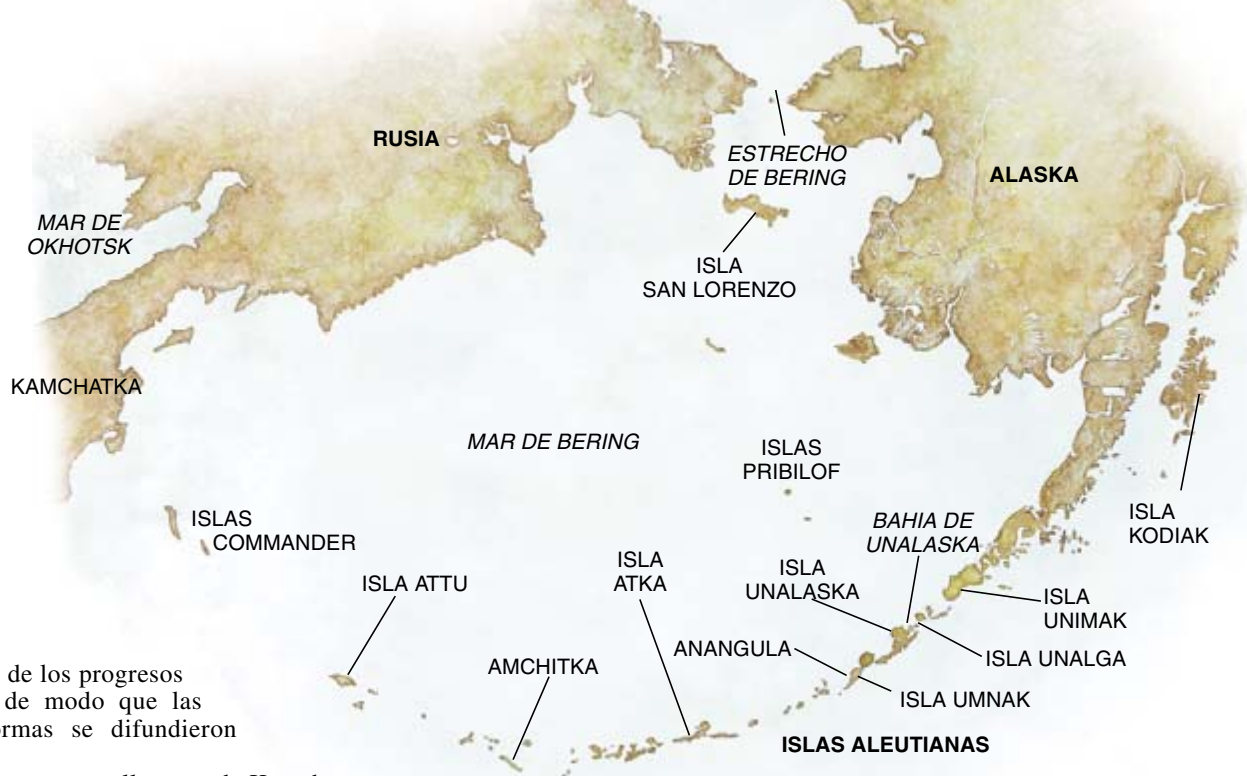 RUSIA
ESTRECHO
DE BERING
ALASKA
MAR DE
OKHOTSK
ISLA
SAN LORENZO
KAMCHATKA
MAR DE BERING
ISLAS
PRIBILOF
ISLA
KODIAK
ISLAS
COMMANDER
BAHIA DE
UNALASKA
ISLA ATTU
ISLA
ATKA
ISLA
UNALASKA
ISLA
UNIMAK
ANANGULA
ISLA UNALGA
AMCHITKA
ISLA UMNAK
ISLAS ALEUTIANAS
de los progresos
de modo que las
se difundieron